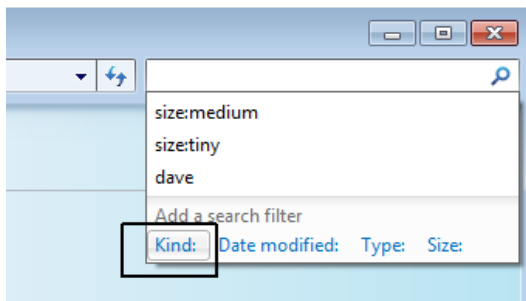 size:medium
size:tiny
dave
Add a search filter
Kind: Date modified: Type: Size: